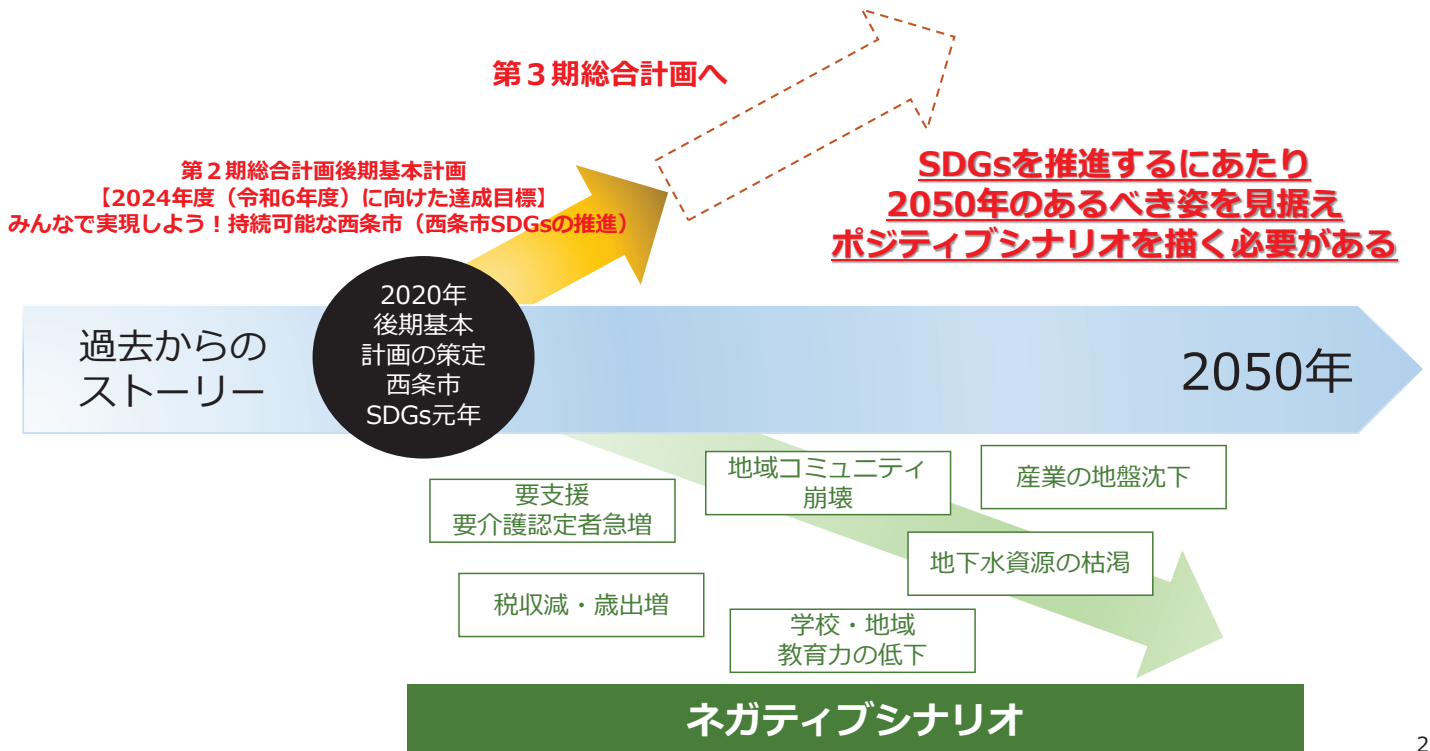 第３期総合計画へ
第２期総合計画後期基本計画
【2024年度（令和6年度）に向けた達成目標】
みんなで実現しよう！持続可能な西条市（西条市SDGsの推進）
SDGsを推進するにあたり
2050年のあるべき姿を見据え
ポジティブシナリオを描く必要がある
過去からの
ストーリー
2020年
後期基本
計画の策定
西条市
SDGs元年
2050年
要支援
要介護認定者急増
地域コミュニティ
崩壊
産業の地盤沈下
地下水資源の枯渇
税収減・歳出増
学校・地域
教育力の低下
ネガティブシナリオ
2